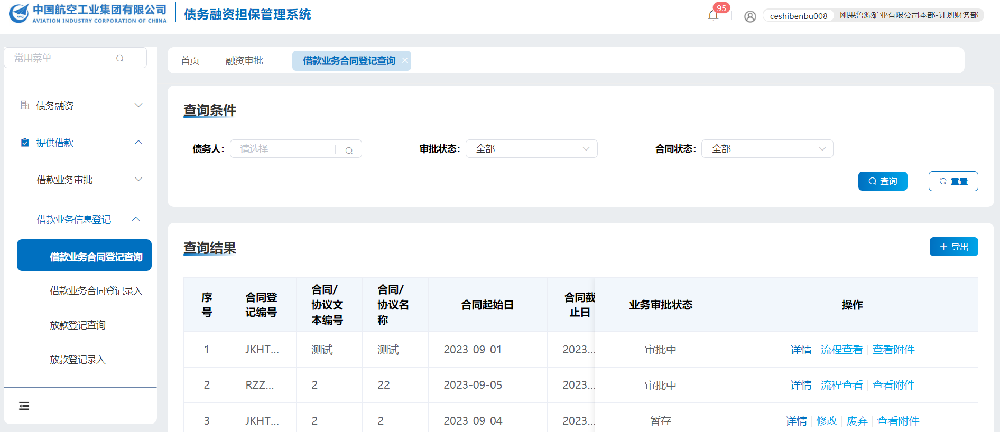 中国航空工业集团有限公司
AVIATION INDUSTRY CORPORATION OF CHINA
AVIC
债务融资担保管理系统
95
ceshibenbu008
刚果鲁源矿业有限公司本部-计划财务部
常用菜单
债务融资
提供借款
借款业务审批
借款业务信息登记
借款业务合同登记查询
借款业务合同登记录入
放款登记查询
放款登记录入
首页 融资审批 借款业务合同登记查询
查询条件
债务人: 请选择 审批状态: 全部 合同状态: 全部
查询 重置
查询结果
导出
序号 合同登记编号 合同/协议文本编号 合同/协议名称 合同起始日 合同截止日 业务审批状态 操作
1 JKHT... 测试 测试 2023-09-01 2023... 审批中 详情 流程查看 查看附件
2 RZZ... 2 22 2023-09-05 2023... 审批中 详情 流程查看 查看附件
3 JKHT... 2 2 2023-09-04 2023... 暂存 详情 修改 废弃 查看附件